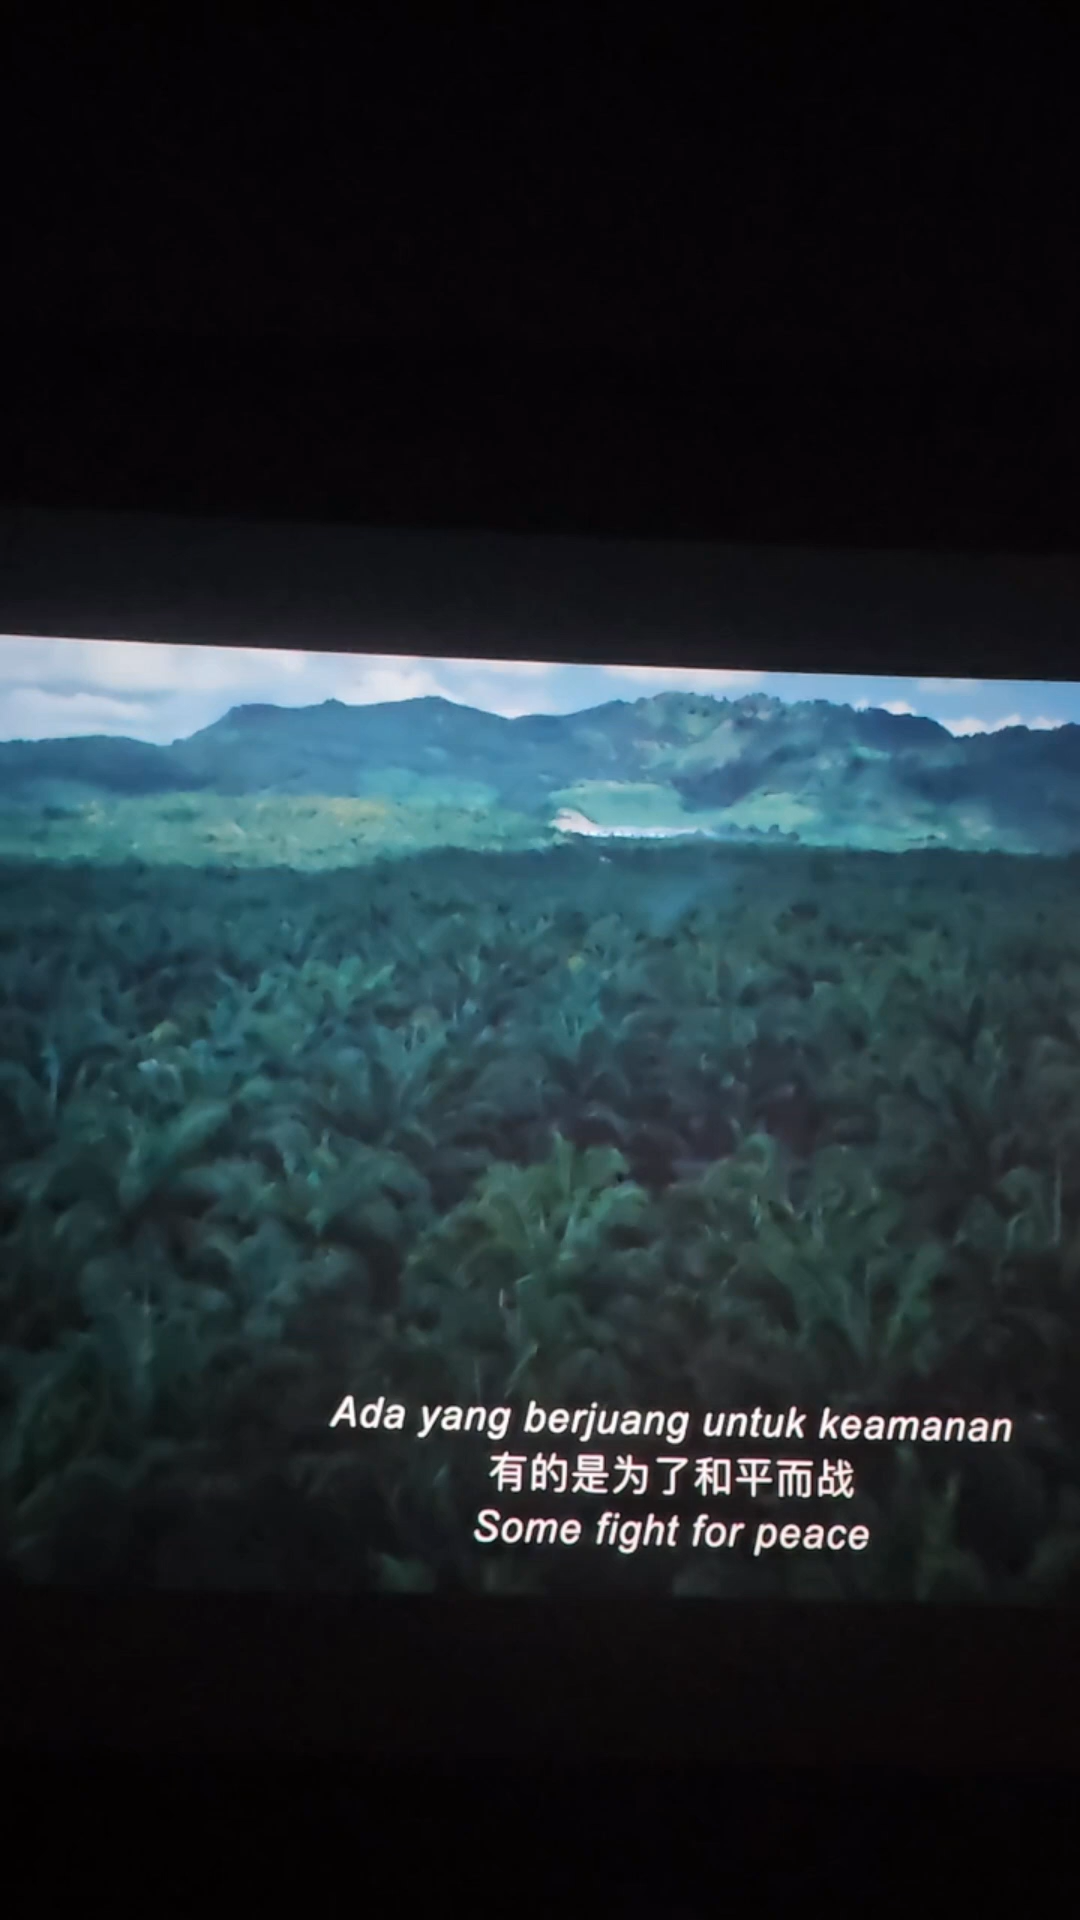 Ada yang berjuang untuk keamanan
有的是为了和平而战
Some fight for peace